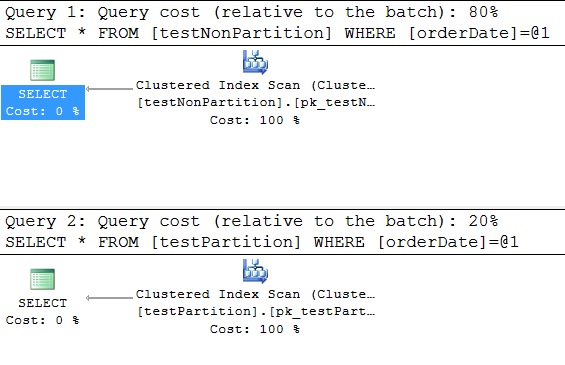 Query 1: Query cost (relative to the batch): 80%
SELECT * FROM [testNonPartition] WHERE [orderDate]=@1
SELECT
Cost: 0 %
Clustered Index Scan (Cluste…
[testNonPartition].[pk_testN…
Cost: 100 %
Query 2: Query cost (relative to the batch): 20%
SELECT * FROM [testPartition] WHERE [orderDate]=@1
SELECT
Cost: 0 %
Clustered Index Scan (Cluste…
[testPartition].[pk_testPart…
Cost: 100 %